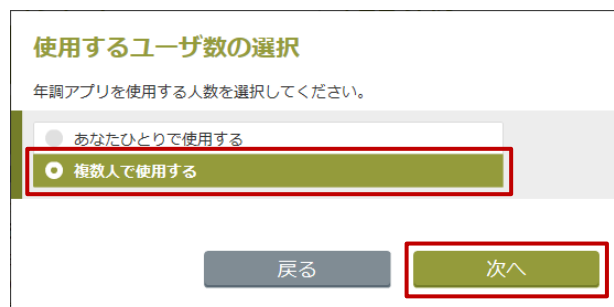 使用するユーザ数の選択
年調アプリを使用する人数を選択してください。
あなたひとりで使用する
複数人で使用する
戻る
次へ